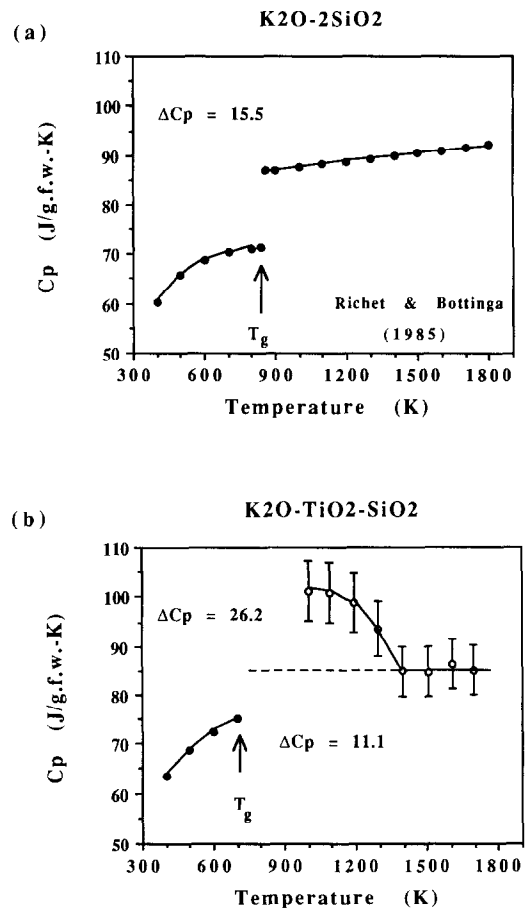 (a)
K2O-2SiO2
110
100
90
80
70
60
50
Cp (J/g.f.w.-K)
ΔCp = 15.5
Tg
Richet & Bottinga
(1985)
300 600 900 1200 1500 1800
Temperature (K)
(b)
K2O-TiO2-SiO2
110
100
90
80
70
60
50
Cp (J/g.f.w.-K)
ΔCp = 26.2
ΔCp = 11.1
Tg
300 600 900 1200 1500 1800
Temperature (K)